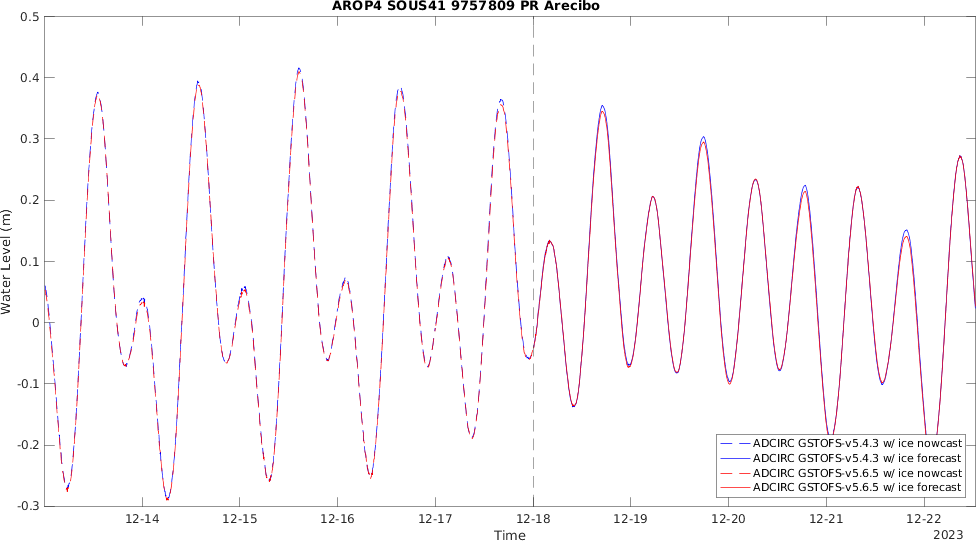 AROP4 SOUS41 9757809 PR Arecibo
0.5
0.4
0.3
0.2
0.1
0
-0.1
-0.2
-0.3
Water Level (m)
ADCIRC GSTOFS-v5.4.3 w/ ice nowcast
ADCIRC GSTOFS-v5.4.3 w/ ice forecast
ADCIRC GSTOFS-v5.6.5 w/ ice nowcast
ADCIRC GSTOFS-v5.6.5 w/ ice forecast
12-14 12-15 12-16 12-17 12-18 12-19 12-20 12-21 12-22
Time
2023